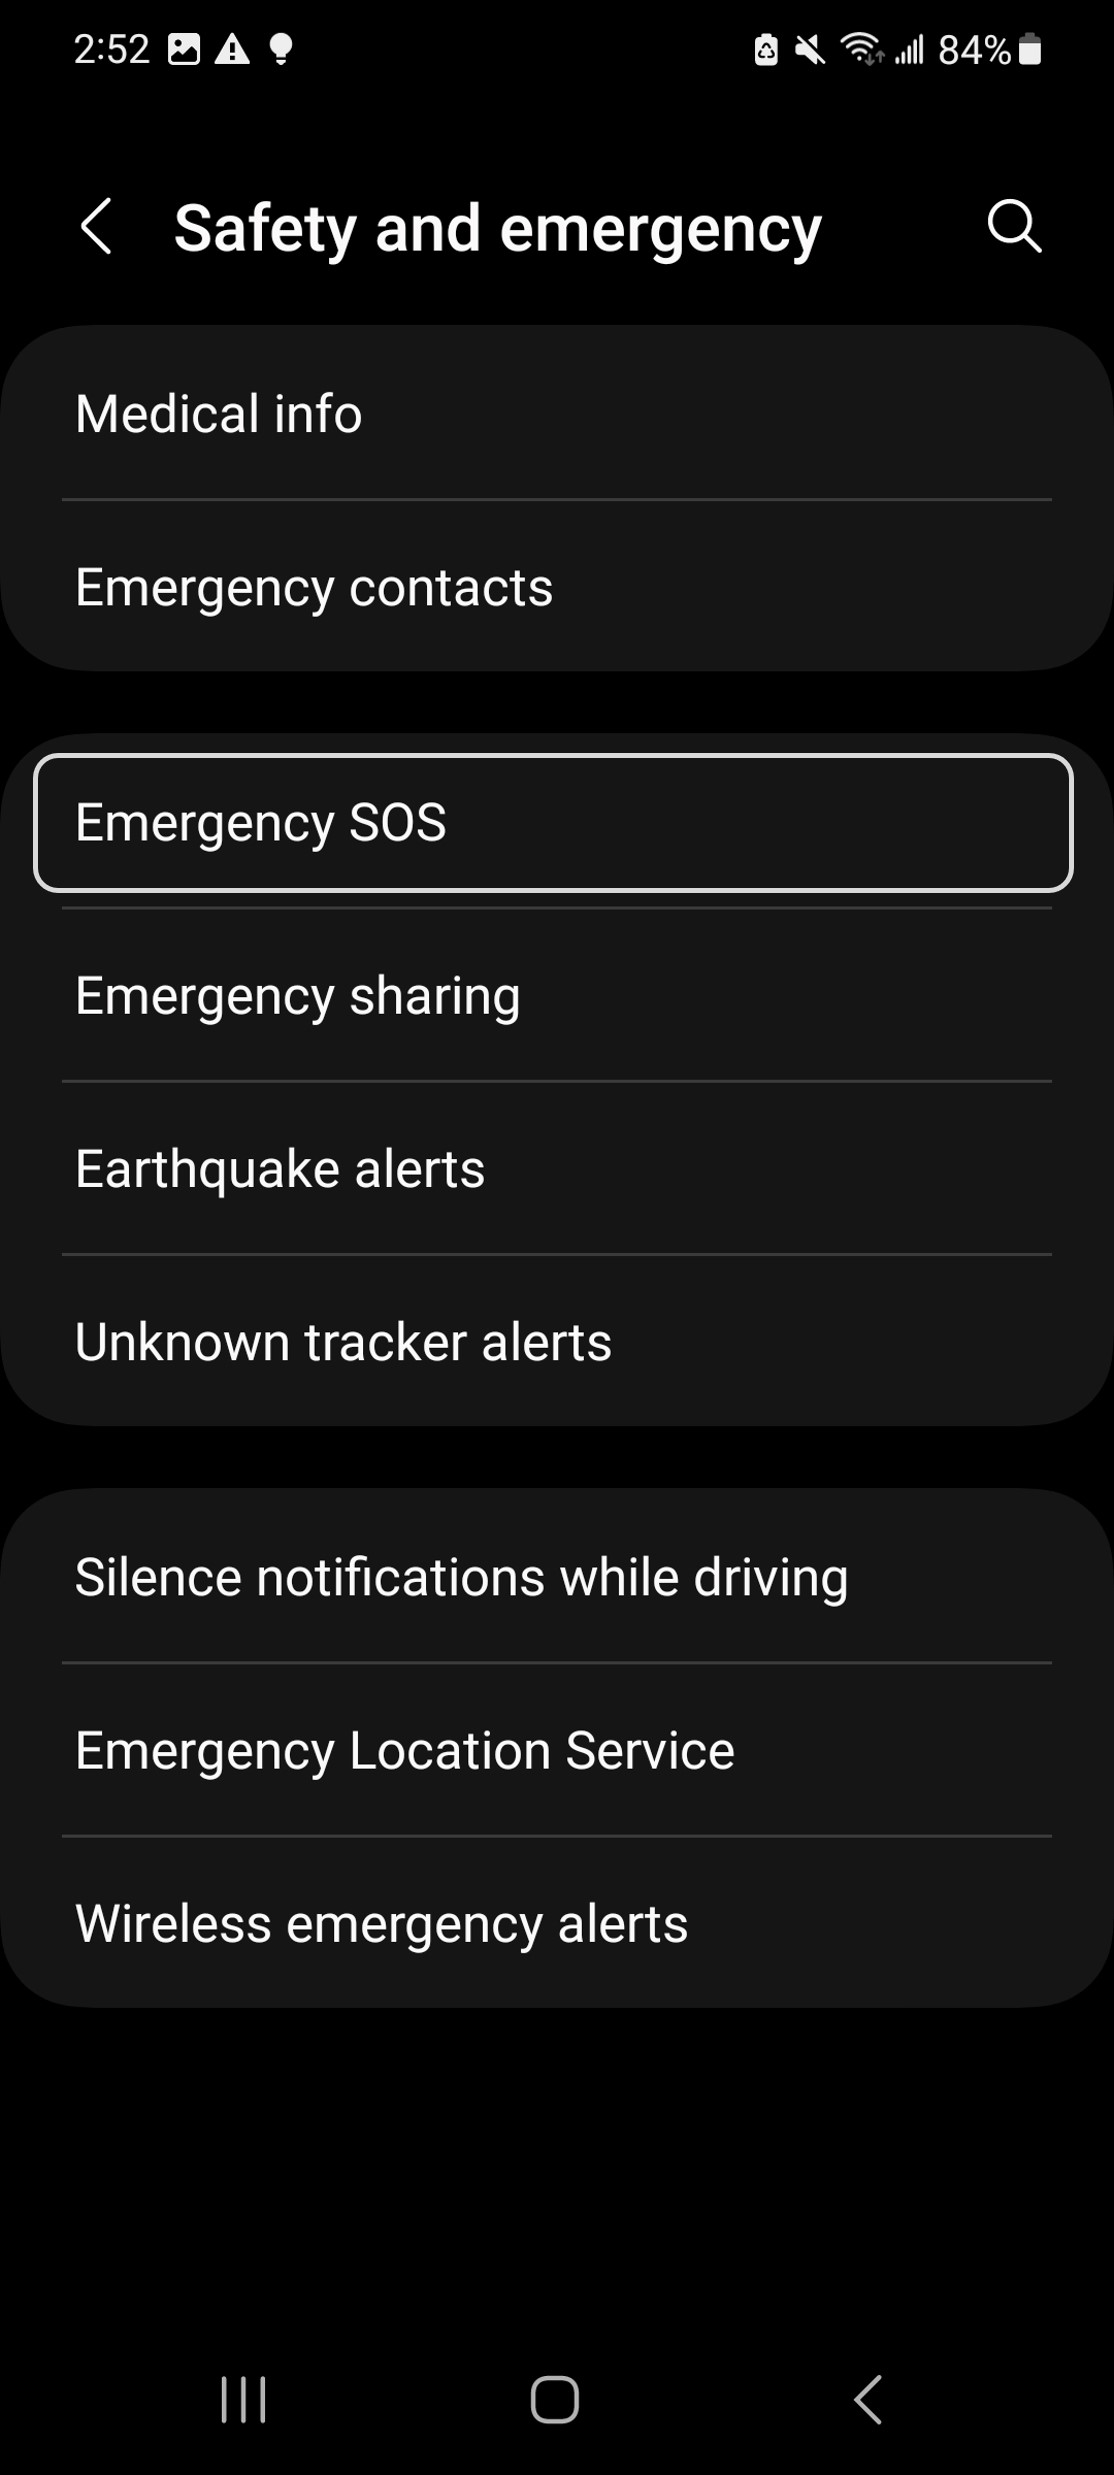 2:52 84%
Safety and emergency
Medical info
Emergency contacts
Emergency SOS
Emergency sharing
Earthquake alerts
Unknown tracker alerts
Silence notifications while driving
Emergency Location Service
Wireless emergency alerts